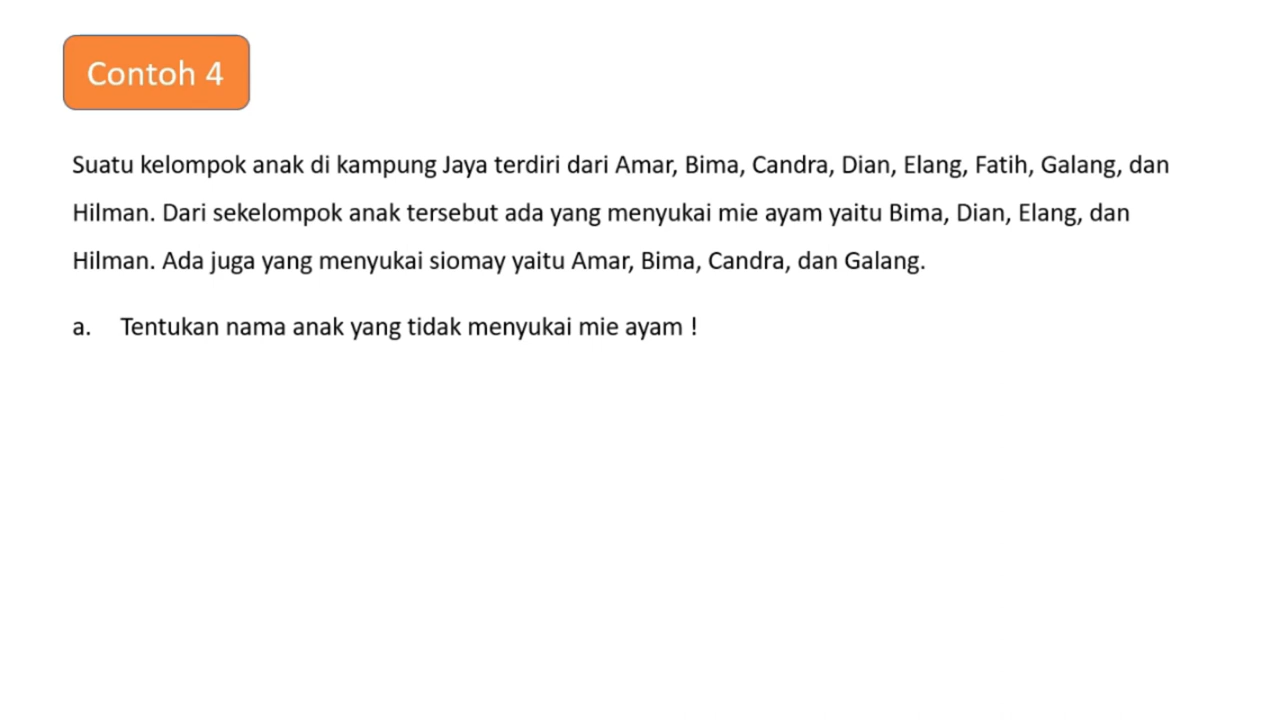 Contoh 4
Suatu kelompok anak di kampung Jaya terdiri dari Amar, Bima, Candra, Dian, Elang, Fatih, Galang, dan
Hilman. Dari sekelompok anak tersebut ada yang menyukai mie ayam yaitu Bima, Dian, Elang, dan
Hilman. Ada juga yang menyukai siomay yaitu Amar, Bima, Candra, dan Galang.
a. Tentukan nama anak yang tidak menyukai mie ayam !